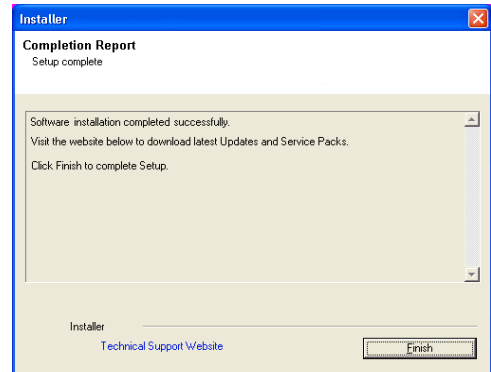 Installer
Completion Report
Setup complete
Software installation completed successfully.
Visit the website below to download latest Updates and Service Packs.
Click Finish to complete Setup.
Installer
Technical Support Website
Finish